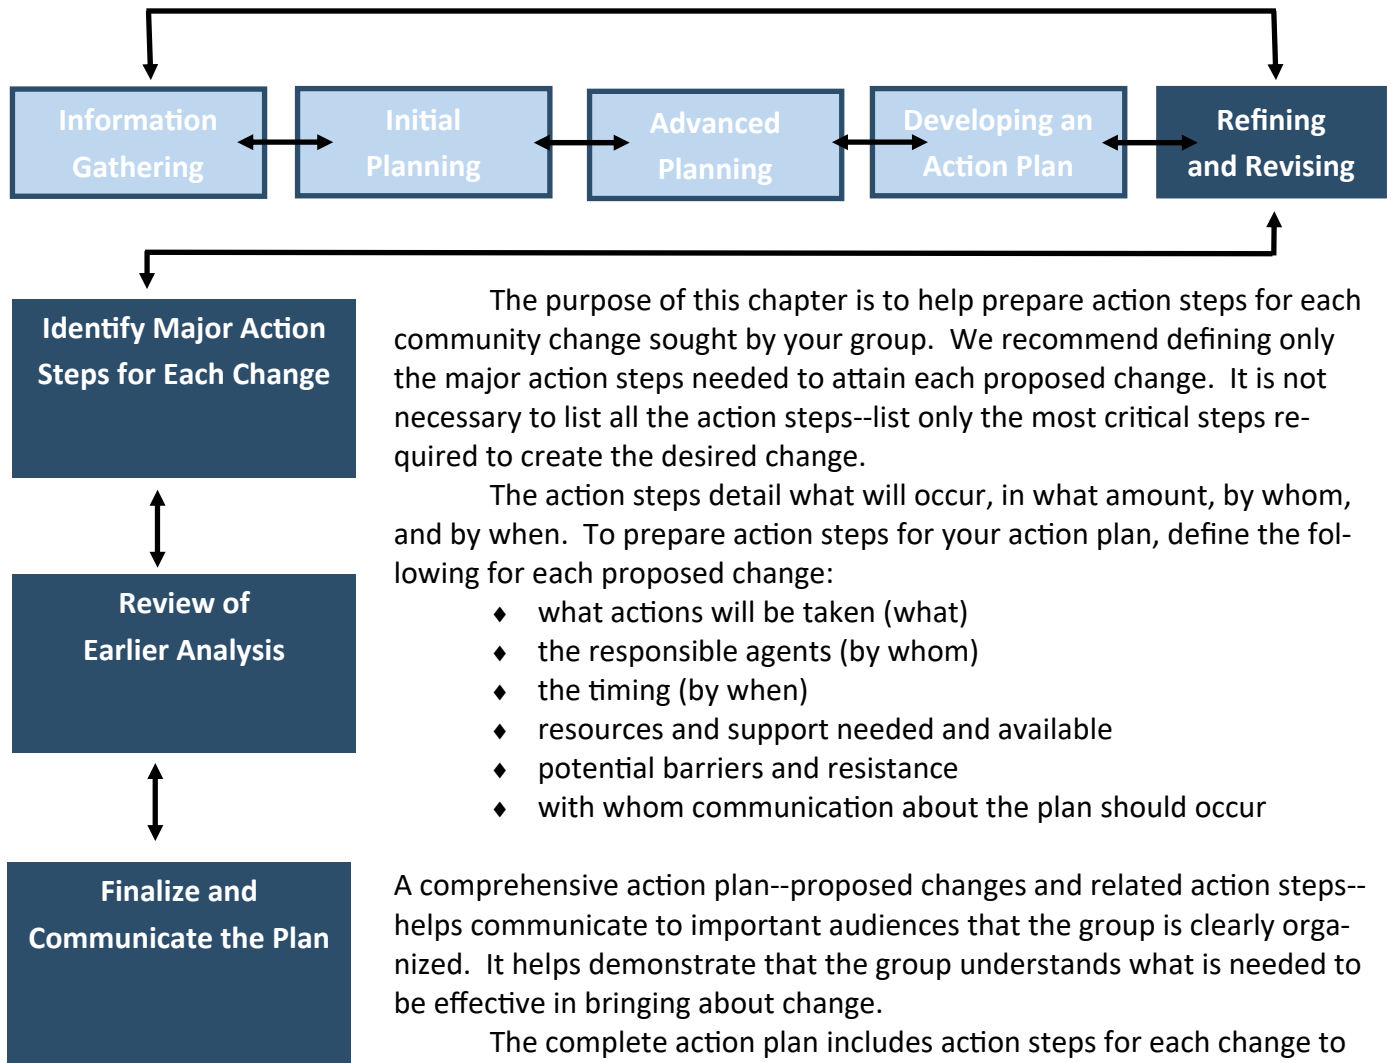 Information
Gathering
Initial
Planning
Advanced
Planning
Developing an
Action Plan
Refining
and Revising
Identify Major Action
Steps for Each Change
Review of
Earlier Analysis
Finalize and
Communicate the Plan
The purpose of this chapter is to help prepare action steps for each
community change sought by your group.  We recommend defining only
the major action steps needed to attain each proposed change.  It is not
necessary to list all the action steps--list only the most critical steps re-
quired to create the desired change.
The action steps detail what will occur, in what amount, by whom,
and by when.  To prepare action steps for your action plan, define the fol-
lowing for each proposed change:
♦ what actions will be taken (what)
♦ the responsible agents (by whom)
♦ the timing (by when)
♦ resources and support needed and available
♦ potential barriers and resistance
♦ with whom communication about the plan should occur
A comprehensive action plan--proposed changes and related action steps--
helps communicate to important audiences that the group is clearly orga-
nized.  It helps demonstrate that the group understands what is needed to
be effective in bringing about change.
The complete action plan includes action steps for each change to